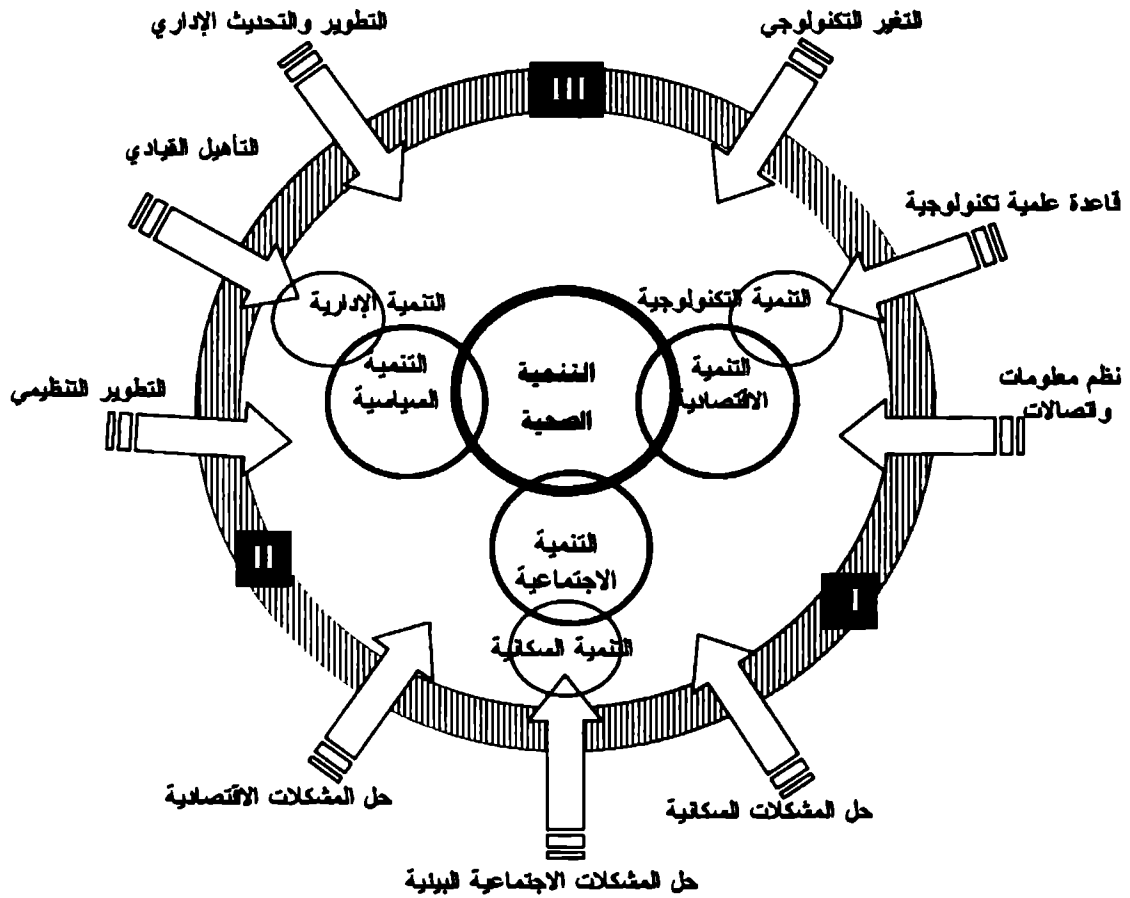 التغير التكنولوجي
التطوير والتحديث الإداري
III
التأهيل القيادي
قاعدة علمية تكنولوجية
التنمية التكنولوجية
التنمية الإدارية
التنمية
الاقتصادية
التنمية
الصحية
التنمية
السياسية
نظم معلومات
واتصالات
التطوير التنظيمي
التنمية
الاجتماعية
II
I
التنمية السكانية
حل المشكلات الاقتصادية
حل المشكلات السكانية
حل المشكلات الاجتماعية البيئية